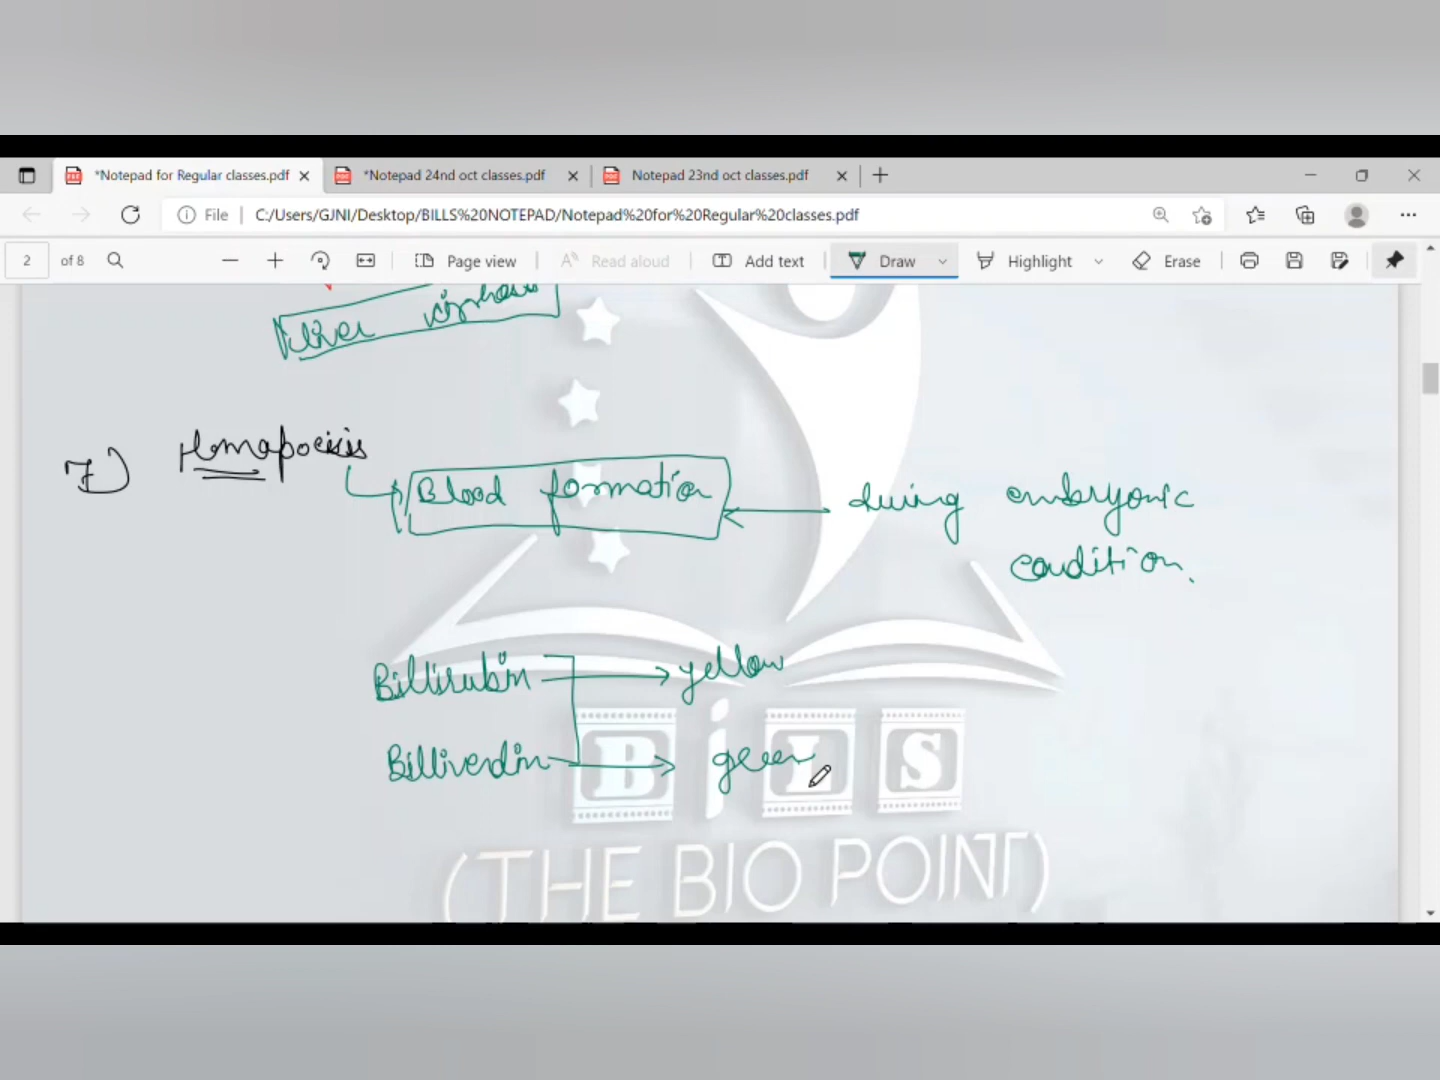 *Notepad for Regular classes.pdf
*Notepad 24nd oct classes.pdf
Notepad 23nd oct classes.pdf
File
C:/Users/GJNI/Desktop/BILLS%20NOTEPAD/Notepad%20for%20Regular%20classes.pdf
2 of 8
Page view
Read aloud
Add text
Draw
Highlight
Erase
Liver
7) Homapoeisis
Blood formation
during embryonic
condition.
Billirubin yellow
Billiverdin green
BiLS
(THE BIO POINT)